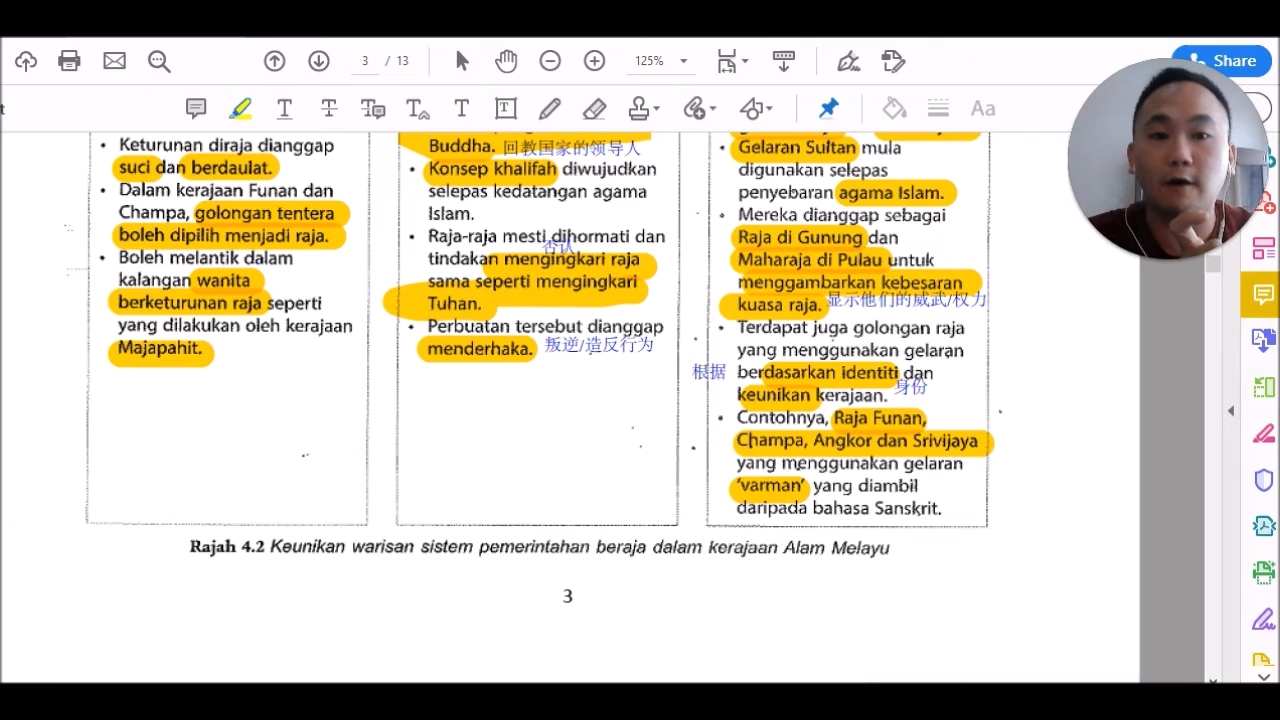 3 / 13
125%
Share
t
Aa
Keturunan diraja dianggap
suci dan berdaulat.
Dalam kerajaan Funan dan
Champa, golongan tentera
boleh dipilih menjadi raja.
Boleh melantik dalam
kalangan wanita
berketurunan raja seperti
yang dilakukan oleh kerajaan
Majapahit.
Buddha. 回教国家的领导人
Konsep khalifah diwujudkan
selepas kedatangan agama
Islam.
Raja-raja mesti dihormati dan
否认
tindakan mengingkari raja
sama seperti mengingkari
Tuhan.
Perbuatan tersebut dianggap
menderhaka. 叛逆/造反行为
Gelaran Sultan mula
digunakan selepas
penyebaran agama Islam.
Mereka dianggap sebagai
Raja di Gunung dan
Maharaja di Pulau untuk
menggambarkan kebesaran
kuasa raja. 显示他们的威武/权力
Terdapat juga golongan raja
yang menggunakan gelaran
根据 berdasarkan identiti dan
keunikan kerajaan. 身份
Contohnya, Raja Funan,
Champa, Angkor dan Srivijaya
yang menggunakan gelaran
'varman' yang diambil
daripada bahasa Sanskrit.
Rajah 4.2 Keunikan warisan sistem pemerintahan beraja dalam kerajaan Alam Melayu
3